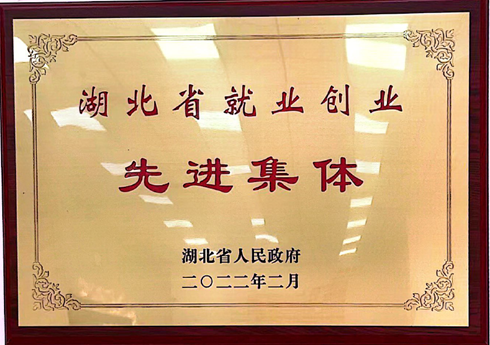 湖北省就业创业
先进集体
湖北省人民政府
二〇二二年二月